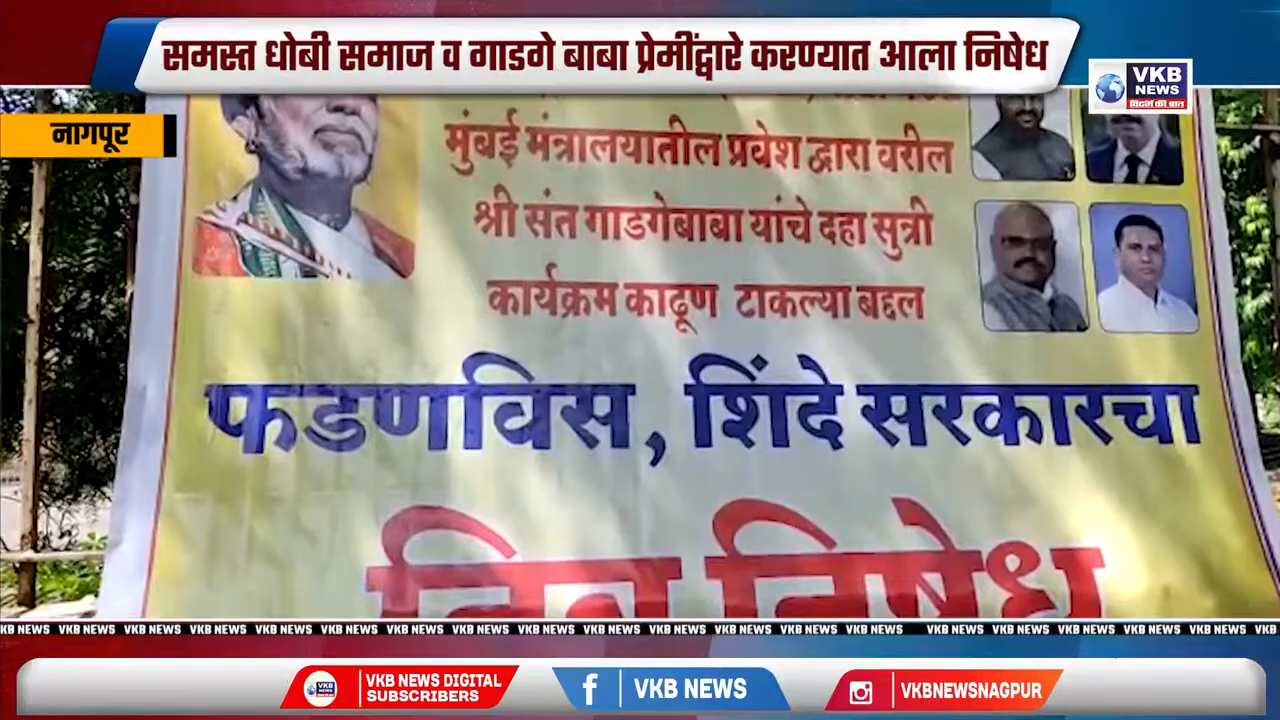 समस्त धोबी समाज व गाडगे बाबा प्रेमींद्वारे करण्यात आला निषेध
VKB
NEWS
विदर्भ की बात
नागपूर
मुंबई मंत्रालयातील प्रवेश द्वारा वरील
श्री संत गाडगेबाबा यांचे दहा सुत्री
कार्यक्रम काढूण टाकल्या बद्दल
फडणविस, शिंदे सरकारचा
निषेध
KB NEWS VKB NEWS VKB NEWS VKB NEWS VKB NEWS VKB NEWS VKB NEWS VKB NEWS VKB NEWS VKB NEWS VKB NEWS VKB NEWS VKB NEWS VKB NEWS VKB NEWS VKB NEWS VKB NEWS VKB NEWS VKB NEWS VKB
VKB NEWS DIGITAL
SUBSCRIBERS
VKB NEWS
VKBNEWSNAGPUR